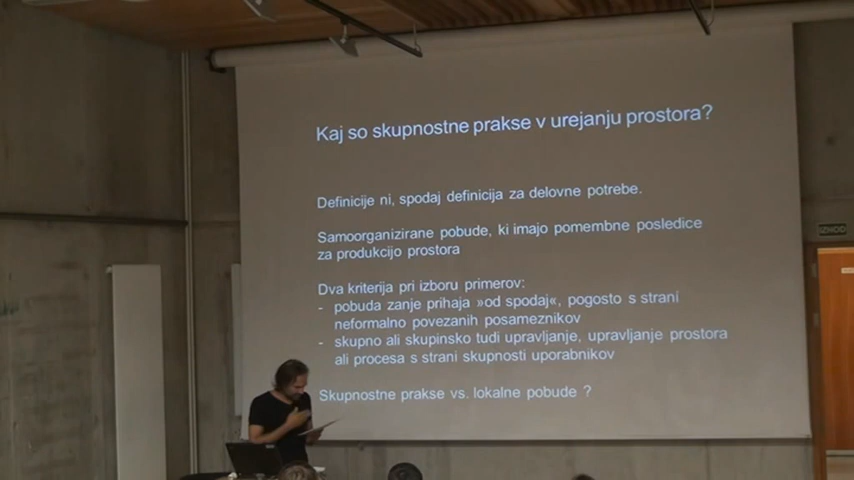 Kaj so skupnostne prakse v urejanju prostora?
Definicije ni, spodaj definicija za delovne potrebe.
Samoorganizirane pobude, ki imajo pomembne posledice
za produkcijo prostora
Dva kriterija pri izboru primerov:
- pobuda zanje prihaja »od spodaj«, pogosto s strani
neformalno povezanih posameznikov
- skupno ali skupinsko tudi upravljanje, upravljanje prostora
ali procesa s strani skupnosti uporabnikov
Skupnostne prakse vs. lokalne pobude ?
IZHOD